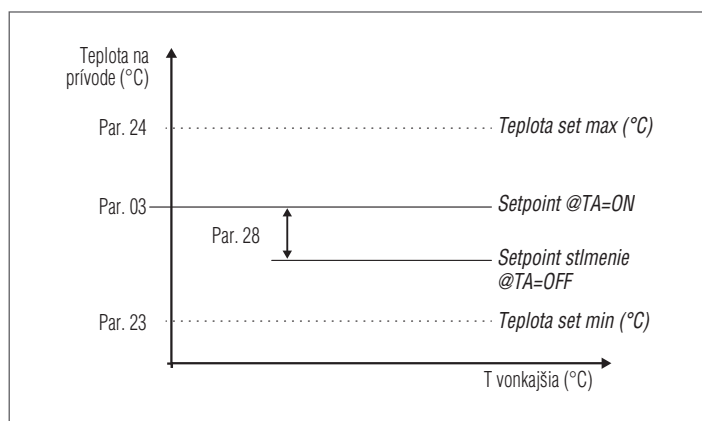 Teplota na
prívode (°C)
Par. 24
Teplota set max (°C)
Par. 03
Setpoint @TA=ON
Par. 28
Setpoint stlmenie
@TA=OFF
Par. 23
Teplota set min (°C)
T vonkajšia (°C)